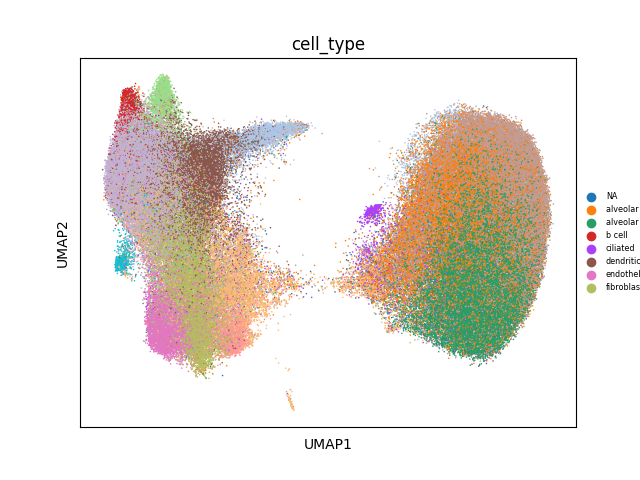 cell_type
UMAP2
UMAP1
NA
alveolar
alveolar
b cell
ciliated
dendritic
endothel
fibroblas